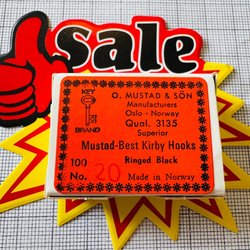 Sale
KEY
BRAND
O. MUSTAD & SÖN
Manufacturers
Oslo - Norway
Qual. 3135
Superior
Mustad-Best Kirby Hooks
100 Ringed Black
No. 20 Made in Norway